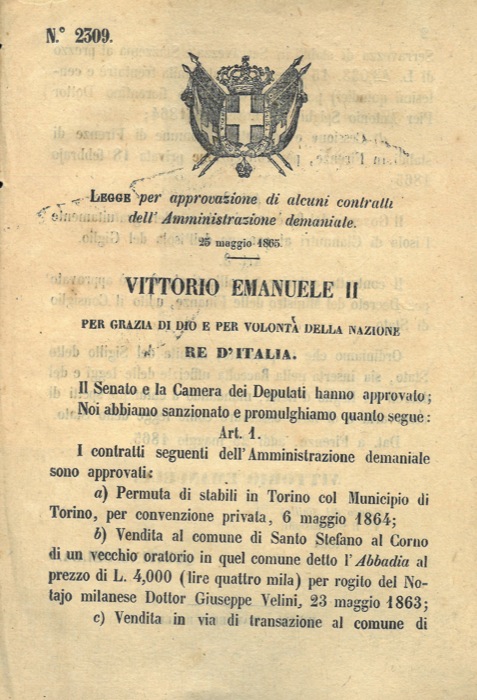 N.° 2309.
LEGGE per approvazione di alcuni contratti
dell'Amministrazione demaniale.
25 maggio 1865.
VITTORIO EMANUELE II
PER GRAZIA DI DIO E PER VOLONTÀ DELLA NAZIONE
RE D'ITALIA.
Il Senato e la Camera dei Deputati hanno approvato;
Noi abbiamo sanzionato e promulghiamo quanto segue:
Art. 1.
I contratti seguenti dell'Amministrazione demaniale
sono approvati:
a) Permuta di stabili in Torino col Municipio di
Torino, per convenzione privata, 6 maggio 1864;
b) Vendita al comune di Santo Stefano al Corno
di un vecchio oratorio in quel comune detto l'Abbadia al
prezzo di L. 4,000 (lire quattro mila) per rogito del No-
tajo milanese Dottor Giuseppe Velini, 23 maggio 1863;
c) Vendita in via di transazione al comune di